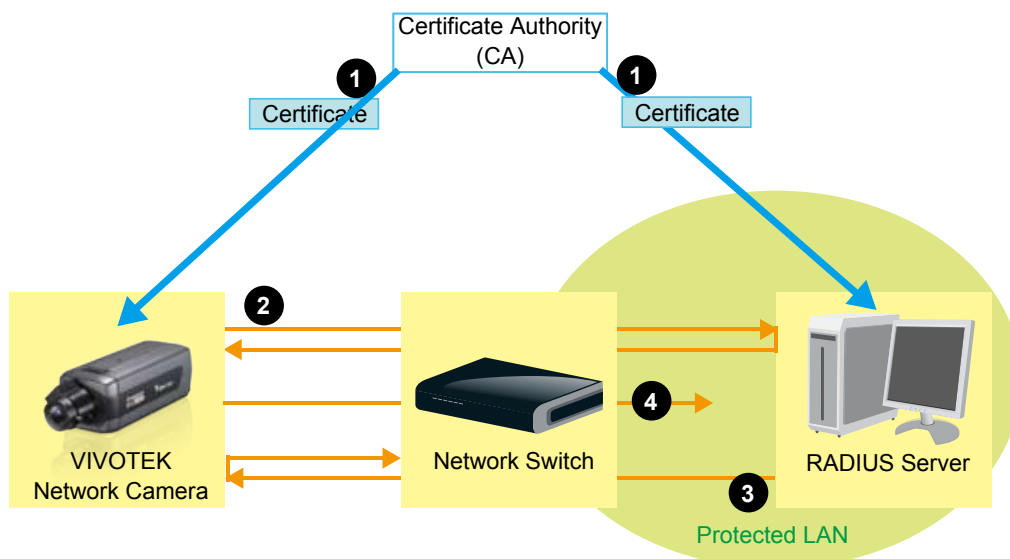 Certificate Authority
(CA)
1
1
Certificate
Certificate
2
4
VIVOTEK
Network Camera
Network Switch
RADIUS Server
3
Protected LAN